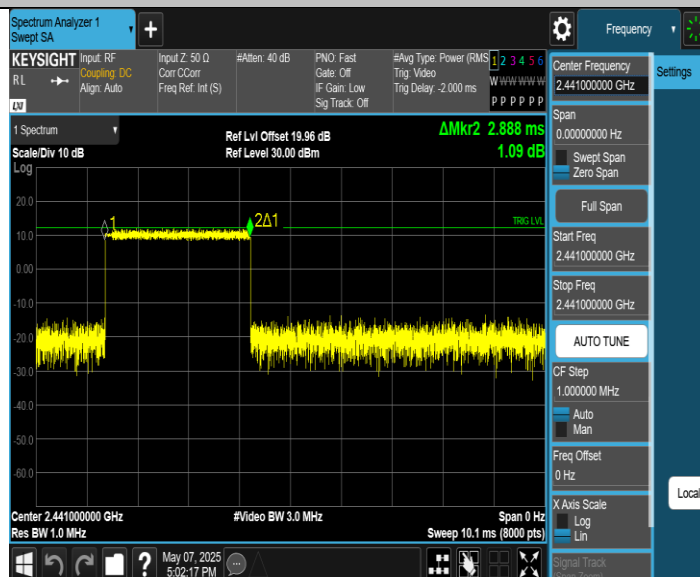 Spectrum Analyzer 1
Swept SA
+
Frequency
KEYSIGHT
RL
LXI
Input: RF
Coupling: DC
Align: Auto
Input Z: 50 Ω
Corr CCorr
Freq Ref: Int (S)
#Atten: 40 dB
PNO: Fast
Gate: Off
IF Gain: Low
Sig Track: Off
#Avg Type: Power (RMS
Trig: Video
Trig Delay: -2.000 ms
1 2 3 4 5 6
W W W W W W
P P P P P P
1 Spectrum
Scale/Div 10 dB
Log
Ref Lvl Offset 19.96 dB
Ref Level 30.00 dBm
ΔMkr2 2.888 ms
1.09 dB
1
2Δ1
TRIG LVL
20.0
10.0
0.00
-10.0
-20.0
-30.0
-40.0
-50.0
-60.0
Center 2.441000000 GHz
Res BW 1.0 MHz
#Video BW 3.0 MHz
Span 0 Hz
Sweep 10.1 ms (8000 pts)
Center Frequency
2.441000000 GHz
Settings
Span
0.00000000 Hz
Swept Span
Zero Span
Full Span
Start Freq
2.441000000 GHz
Stop Freq
2.441000000 GHz
AUTO TUNE
CF Step
1.000000 MHz
Auto
Man
Freq Offset
0 Hz
X Axis Scale
Log
Lin
Local
Signal Track
(Span Zoom)
?
May 07, 2025
5:02:17 PM